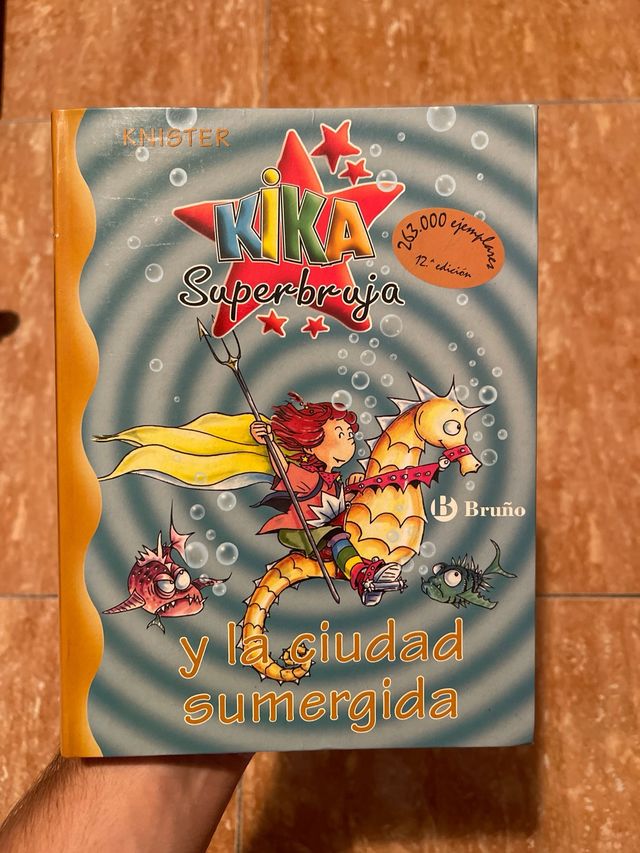 KNISTER
KiKA
Superbruja
263.000 ejemplares
12.ª edición
B Bruño
y la ciudad
sumergida